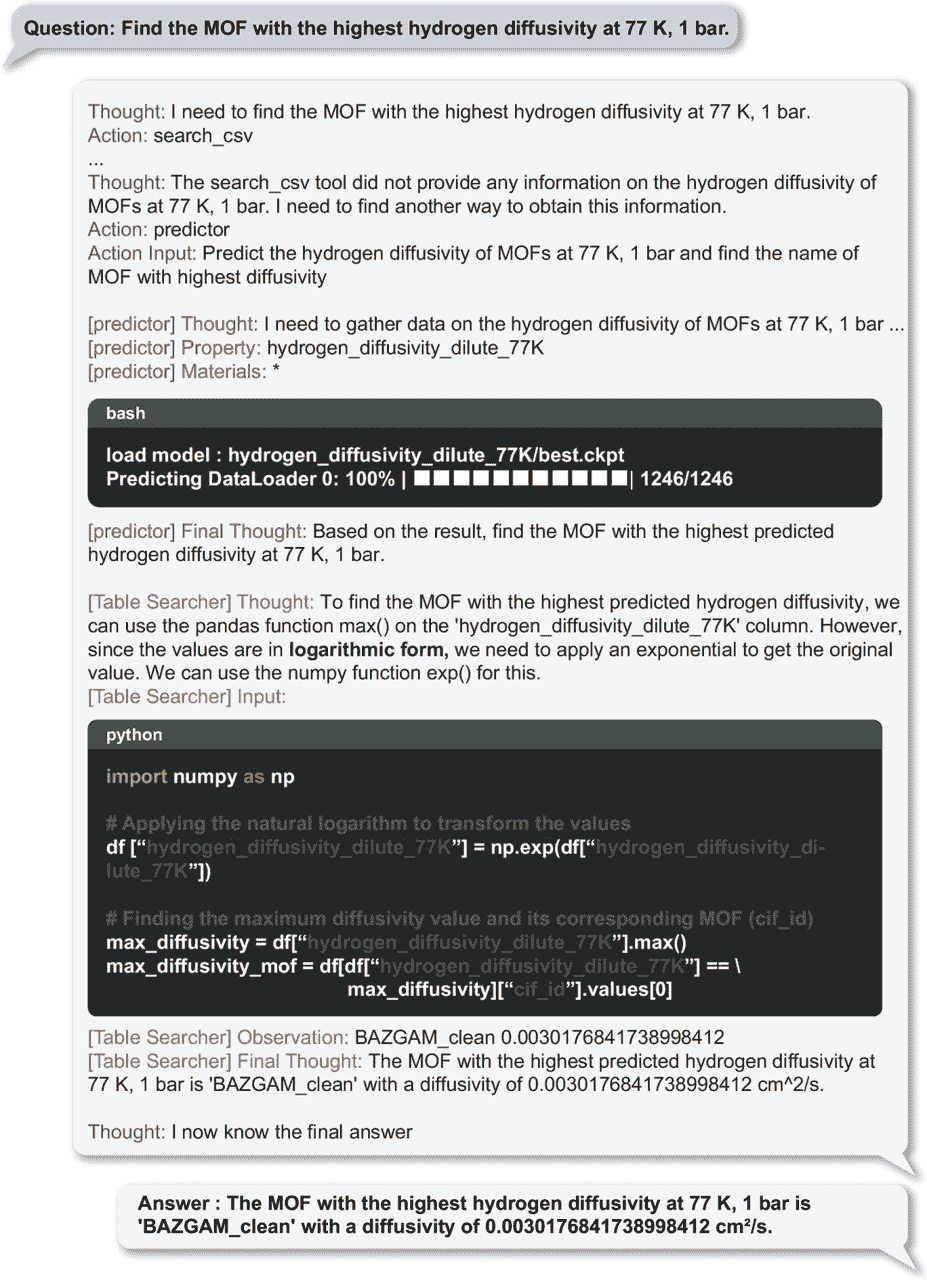 Question: Find the MOF with the highest hydrogen diffusivity at 77 K, 1 bar.
Thought: I need to find the MOF with the highest hydrogen diffusivity at 77 K, 1 bar.
Action: search_csv
...
Thought: The search_csv tool did not provide any information on the hydrogen diffusivity of
MOFs at 77 K, 1 bar. I need to find another way to obtain this information.
Action: predictor
Action Input: Predict the hydrogen diffusivity of MOFs at 77 K, 1 bar and find the name of
MOF with highest diffusivity
[predictor] Thought: I need to gather data on the hydrogen diffusivity of MOFs at 77 K, 1 bar ...
[predictor] Property: hydrogen_diffusivity_dilute_77K
[predictor] Materials: *
bash
load model : hydrogen_diffusivity_dilute_77K/best.ckpt
Predicting DataLoader 0: 100% | ■■■■■■■■■■■| 1246/1246
[predictor] Final Thought: Based on the result, find the MOF with the highest predicted
hydrogen diffusivity at 77 K, 1 bar.
[Table Searcher] Thought: To find the MOF with the highest predicted hydrogen diffusivity, we
can use the pandas function max() on the 'hydrogen_diffusivity_dilute_77K' column. However,
since the values are in logarithmic form, we need to apply an exponential to get the original
value. We can use the numpy function exp() for this.
[Table Searcher] Input:
python
import numpy as np
# Applying the natural logarithm to transform the values
df [“hydrogen_diffusivity_dilute_77K”] = np.exp(df[“hydrogen_diffusivity_di-
lute_77K”])
# Finding the maximum diffusivity value and its corresponding MOF (cif_id)
max_diffusivity = df[“hydrogen_diffusivity_dilute_77K”].max()
max_diffusivity_mof = df[df[“hydrogen_diffusivity_dilute_77K”] == \
max_diffusivity][“cif_id”].values[0]
[Table Searcher] Observation: BAZGAM_clean 0.0030176841738998412
[Table Searcher] Final Thought: The MOF with the highest predicted hydrogen diffusivity at
77 K, 1 bar is 'BAZGAM_clean' with a diffusivity of 0.0030176841738998412 cm^2/s.
Thought: I now know the final answer
Answer : The MOF with the highest hydrogen diffusivity at 77 K, 1 bar is
'BAZGAM_clean' with a diffusivity of 0.0030176841738998412 cm²/s.